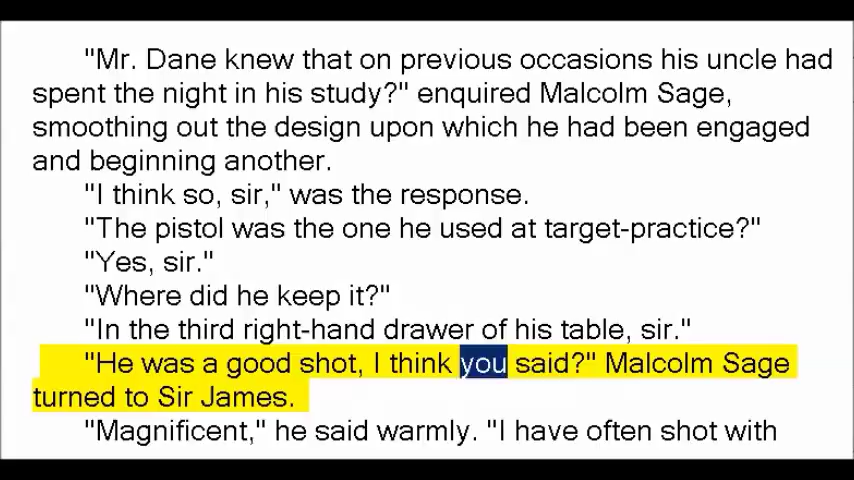 "Mr. Dane knew that on previous occasions his uncle had
spent the night in his study?" enquired Malcolm Sage,
smoothing out the design upon which he had been engaged
and beginning another.
"I think so, sir," was the response.
"The pistol was the one he used at target-practice?"
"Yes, sir."
"Where did he keep it?"
"In the third right-hand drawer of his table, sir."
"He was a good shot, I think you said?" Malcolm Sage
turned to Sir James.
"Magnificent," he said warmly. "I have often shot with